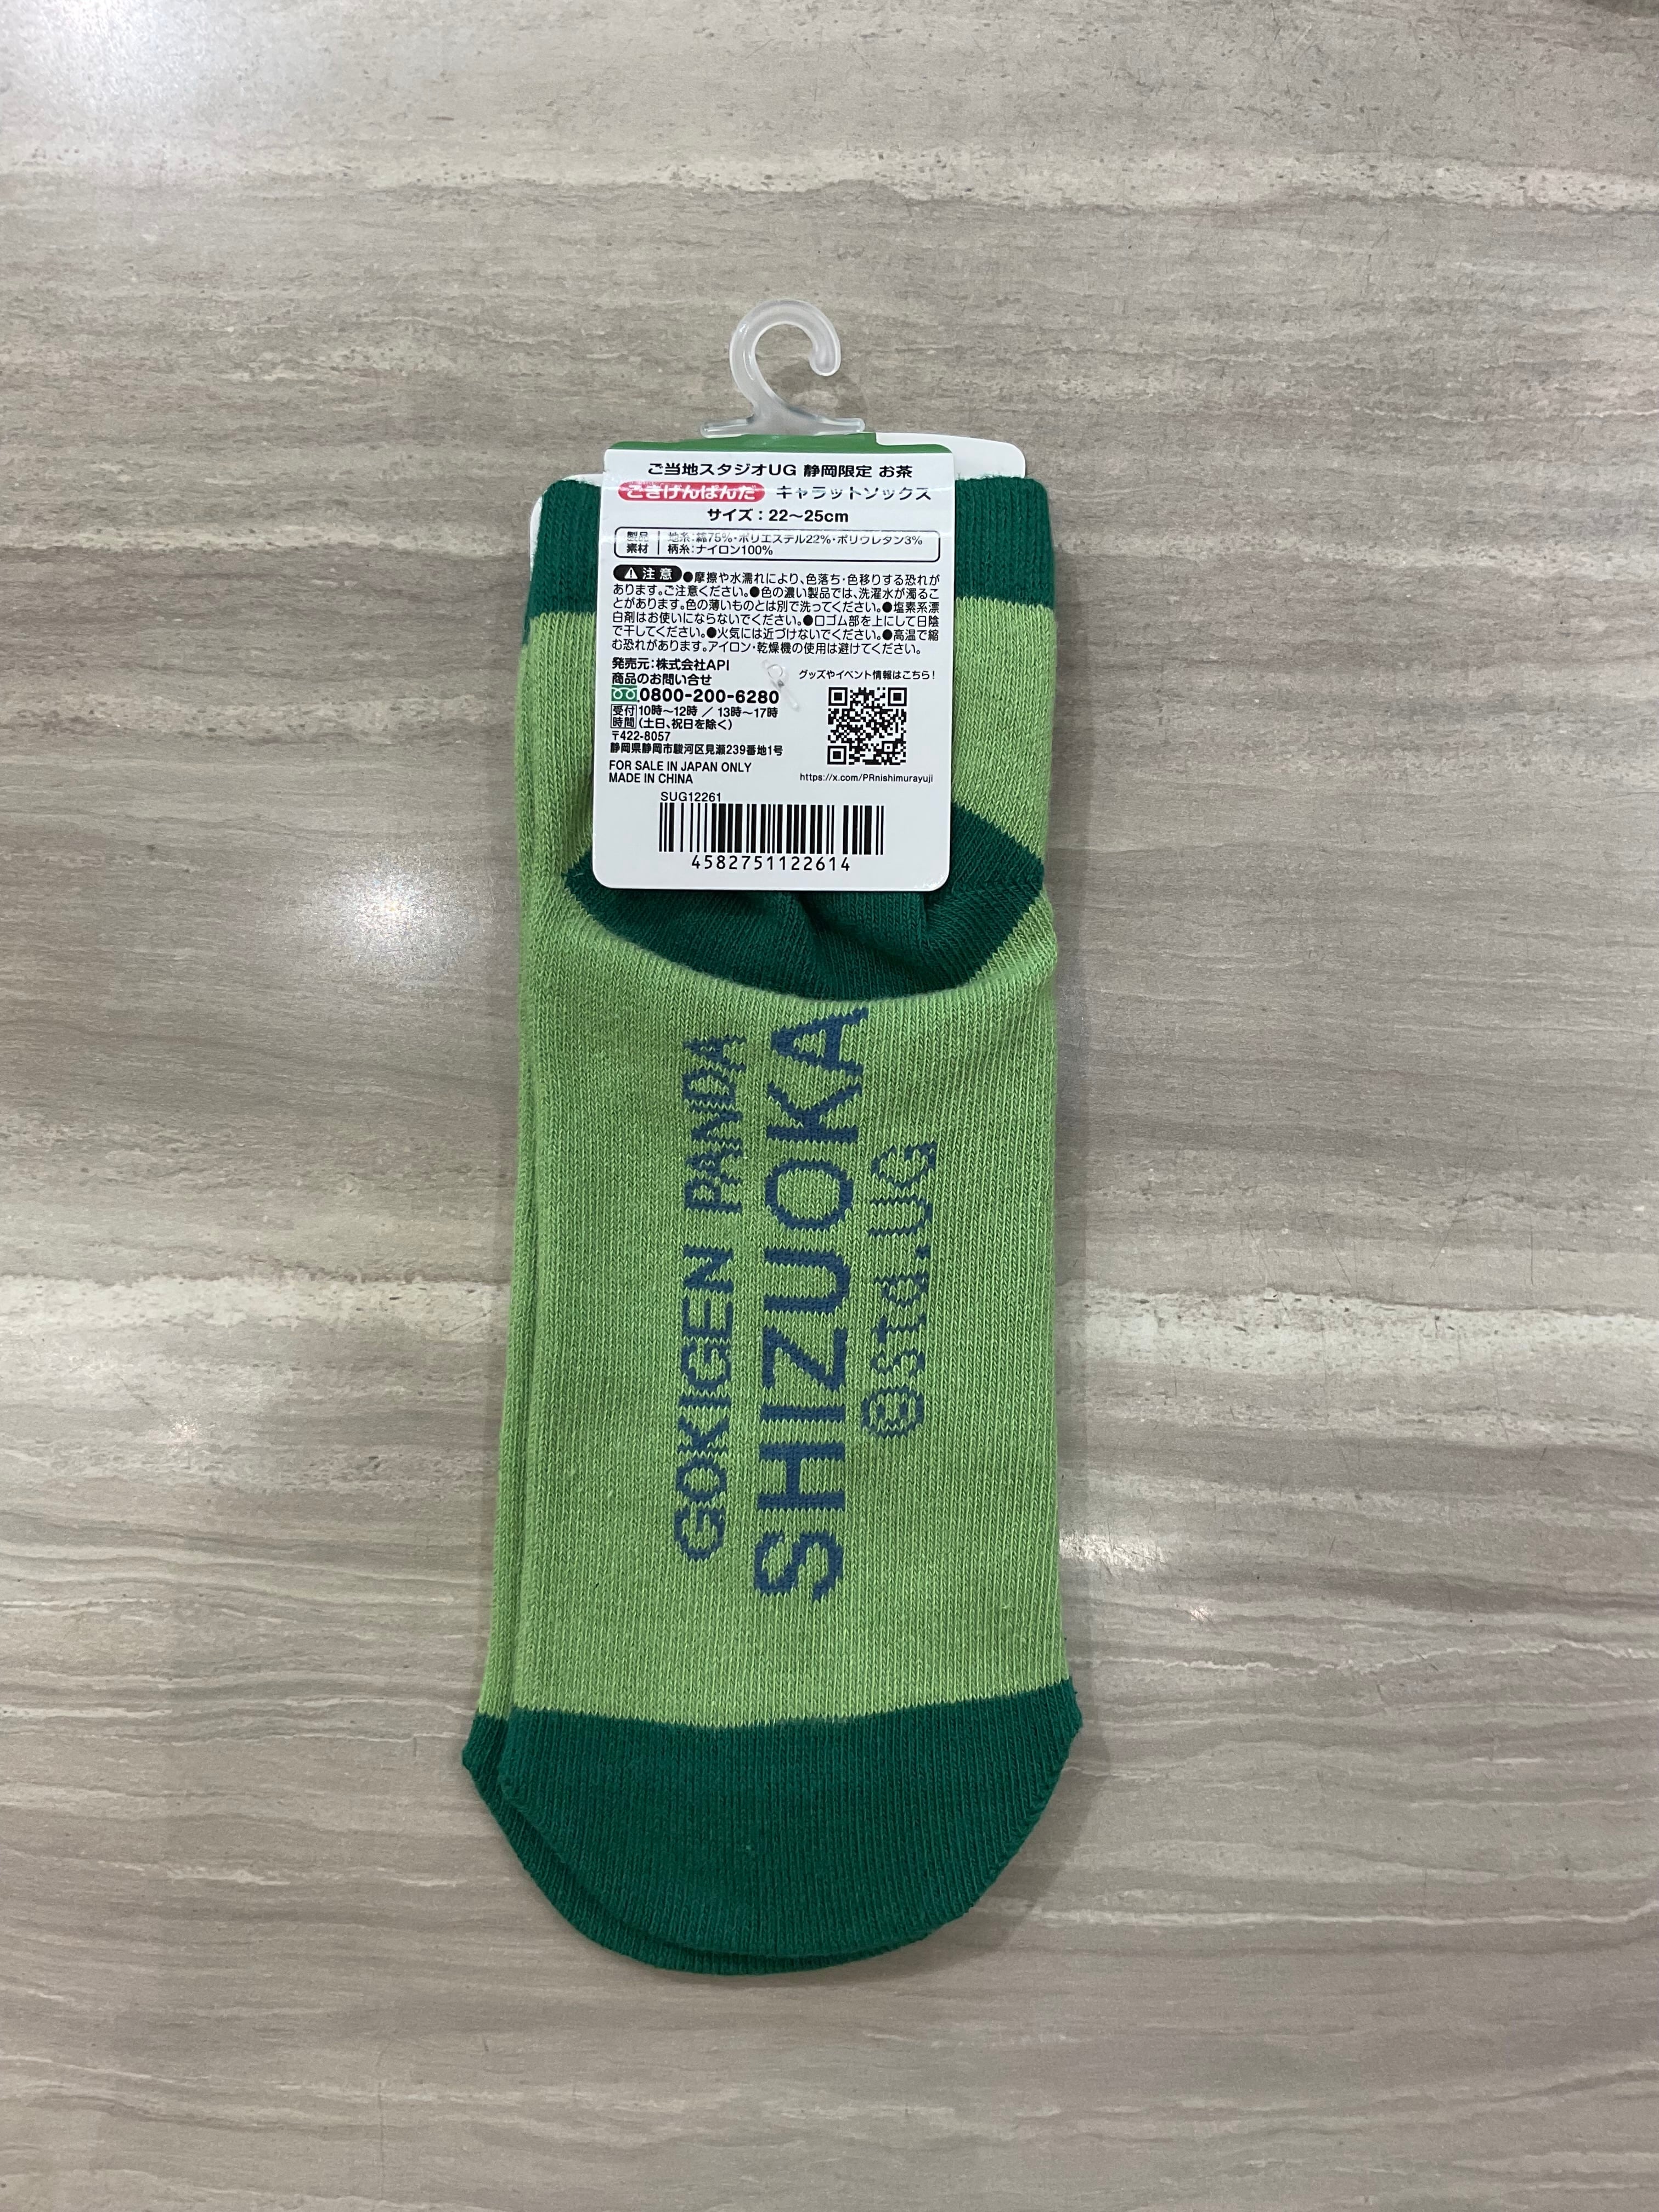 ご当地スタジオUG 静岡限定 お茶
ごきげんぱんだ キャラットソックス
サイズ：22～25cm
製品素材 地糸：綿75%・ポリエステル22%・ポリウレタン3%
柄糸：ナイロン100%
注意 ●摩擦や水濡れにより、色落ち・色移りする恐れが
あります。ご注意ください。●色の濃い製品では、洗濯水が濁るこ
とがあります。色の薄いものとは別で洗ってください。●塩素系漂
白剤はお使いにならないでください。●口ゴム部を上にして日陰
で干してください。●火気には近づけないでください。●高温で縮
む恐れがあります。アイロン・乾燥機の使用は避けてください。
発売元：株式会社API
商品のお問い合せ
0800-200-6280
受付時間 10時～12時 ／ 13時～17時
(土日、祝日を除く)
〒422-8057
静岡県静岡市駿河区見瀬239番地1号
FOR SALE IN JAPAN ONLY
MADE IN CHINA
グッズやイベント情報はこちら！
https://x.com/PRnishimurayuji
SUG12261
4582751122614
GOKIGEN PANDA
SHIZUOKA
©Std.UG